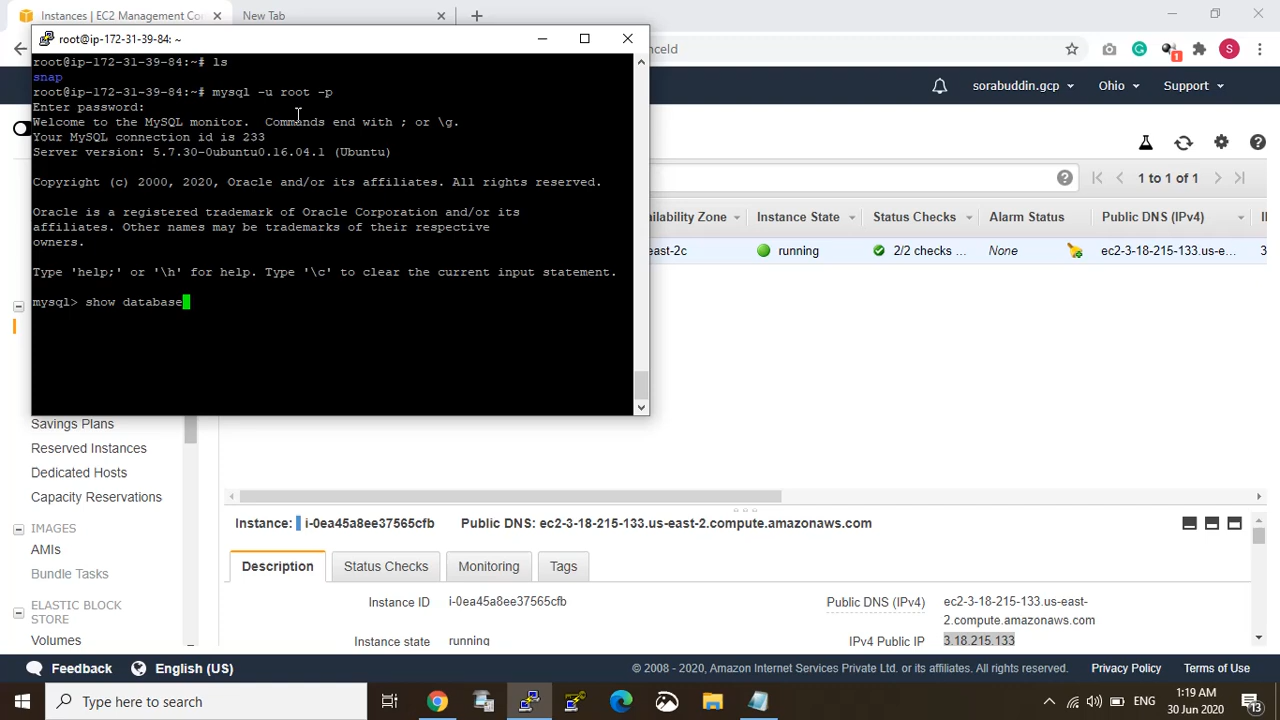 Instances | EC2 Management Con
New Tab
root@ip-172-31-39-84: ~
root@ip-172-31-39-84:~# ls
snap
root@ip-172-31-39-84:~# mysql -u root -p
Enter password:
Welcome to the MySQL monitor.  Commands end with ; or \g.
Your MySQL connection id is 233
Server version: 5.7.30-0ubuntu0.16.04.1 (Ubuntu)
Copyright (c) 2000, 2020, Oracle and/or its affiliates. All rights reserved.
Oracle is a registered trademark of Oracle Corporation and/or its
affiliates. Other names may be trademarks of their respective
owners.
Type 'help;' or '\h' for help. Type '\c' to clear the current input statement.
mysql> show database
nceId
1
S
sorabuddin.gcp
Ohio
Support
1 to 1 of 1
ailability Zone
Instance State
Status Checks
Alarm Status
Public DNS (IPv4)
east-2c
running
2/2 checks ...
None
ec2-3-18-215-133.us-e...
Savings Plans
Reserved Instances
Dedicated Hosts
Capacity Reservations
IMAGES
AMIs
Bundle Tasks
ELASTIC BLOCK
STORE
Volumes
Instance: i-0ea45a8ee37565cfb Public DNS: ec2-3-18-215-133.us-east-2.compute.amazonaws.com
Description
Status Checks
Monitoring
Tags
Instance ID i-0ea45a8ee37565cfb
Public DNS (IPv4) ec2-3-18-215-133.us-east-
2.compute.amazonaws.com
Instance state running
IPv4 Public IP 3.18.215.133
Feedback
English (US)
© 2008 - 2020, Amazon Internet Services Private Ltd. or its affiliates. All rights reserved.
Privacy Policy
Terms of Use
Type here to search
ENG
1:19 AM
30 Jun 2020
13